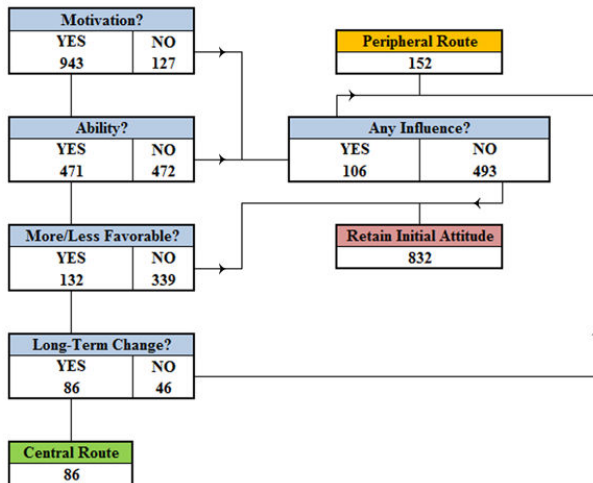 Motivation?
YES NO
943 127
Peripheral Route
152
Ability?
YES NO
471 472
Any Influence?
YES NO
106 493
More/Less Favorable?
YES NO
132 339
Retain Initial Attitude
832
Long-Term Change?
YES NO
86 46
Central Route
86